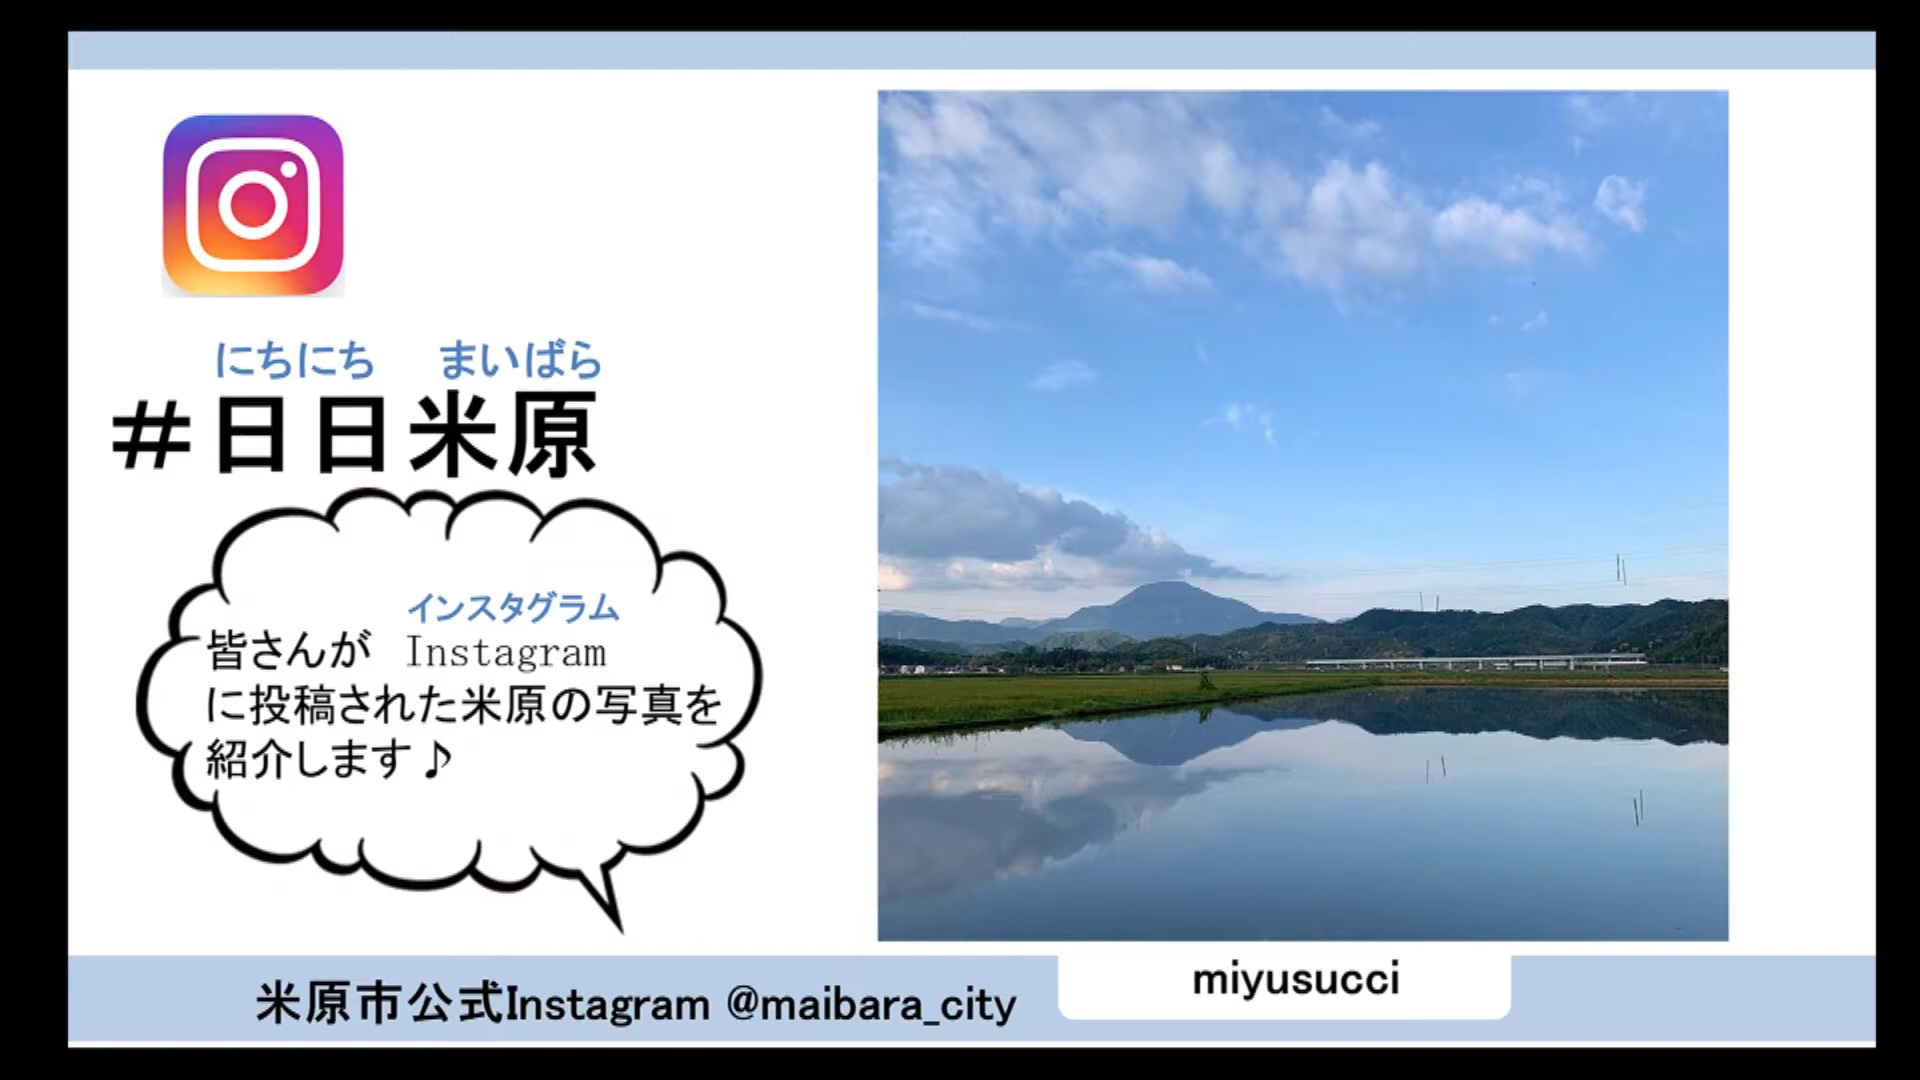 にちにち まいばら
#日日米原
インスタグラム
皆さんが Instagram
に投稿された米原の写真を
紹介します♪
米原市公式Instagram @maibara_city
miyusucci